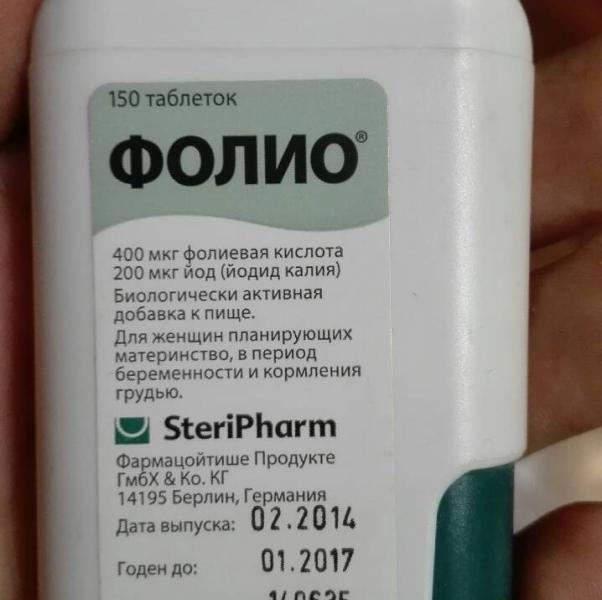 150 таблеток
ФОЛИО®
400 мкг фолиевая кислота
200 мкг йод (йодид калия)
Биологически активная
добавка к пище.
Для женщин планирующих
материнство, в период
беременности и кормления
грудью.
SteriPharm
Фармацойтише Продукте
ГмбХ & Ко. КГ
14195 Берлин, Германия
Дата выпуска: 02.2014
Годен до: 01.2017